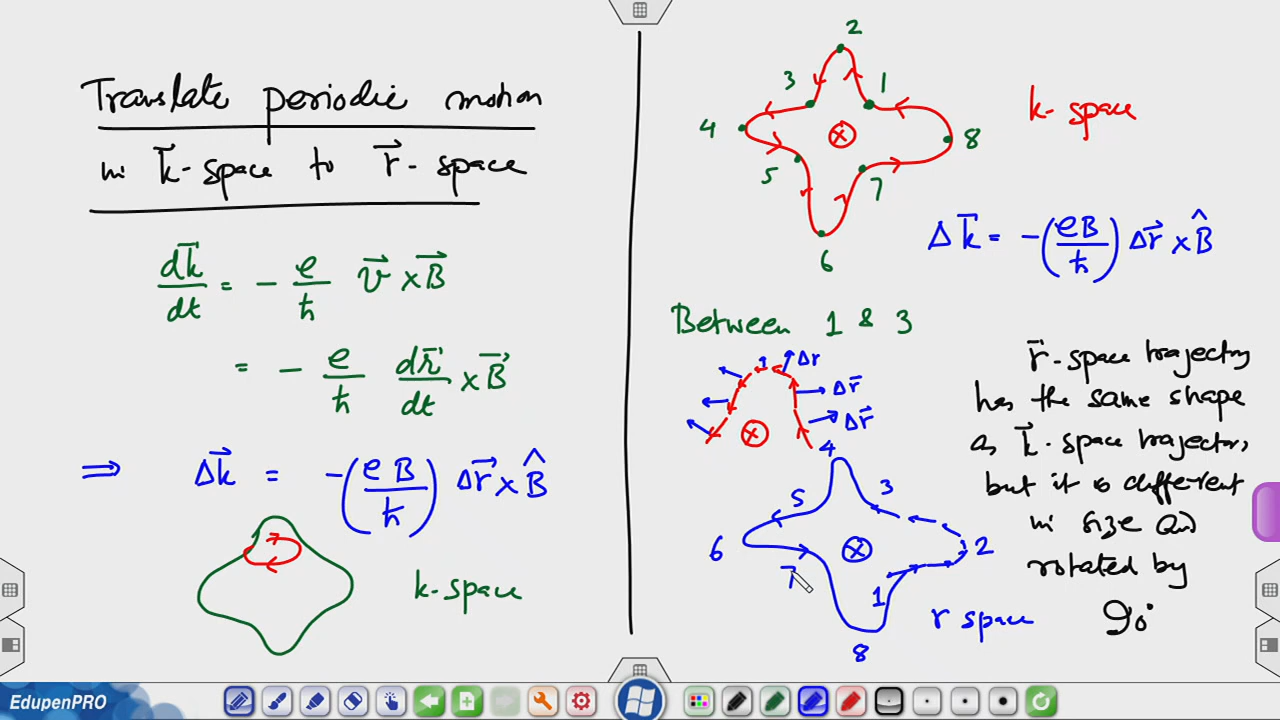 Translate periodic motion
in k⃗-space to r⃗-space
dk⃗/dt = - e/ħ v⃗ × B⃗
= - e/ħ dr⃗/dt × B⃗
⇒ Δk⃗ = -(eB/ħ) Δr⃗ × B̂
k-space
2
3 1
4 8
5 7
6
k-space
Δk⃗ = -(eB/ħ) Δr⃗ × B̂
Between 1 & 3
Δr
Δr⃗
Δr⃗
4
5 3
6 2
7 1
8
r space
r⃗-space trajectory
has the same shape
as k⃗-space trajectory,
but it is different
in size and
rotated by
90°
EdupenPRO